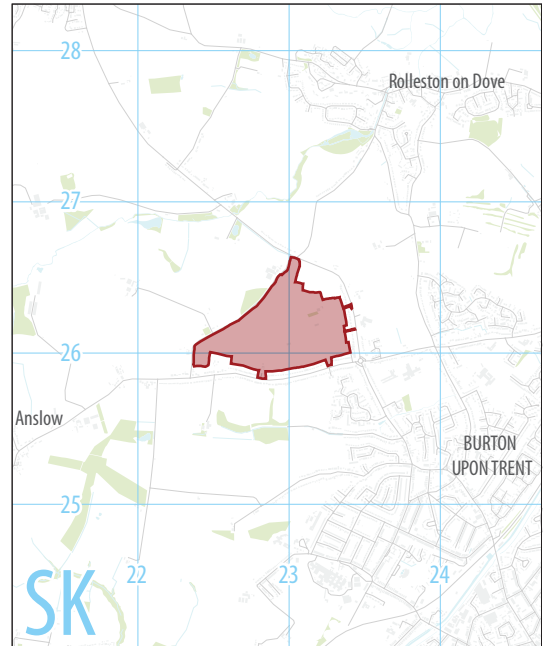 28
Rolleston on Dove
27
26
Anslow
BURTON
UPON TRENT
25
22
23
24
SK